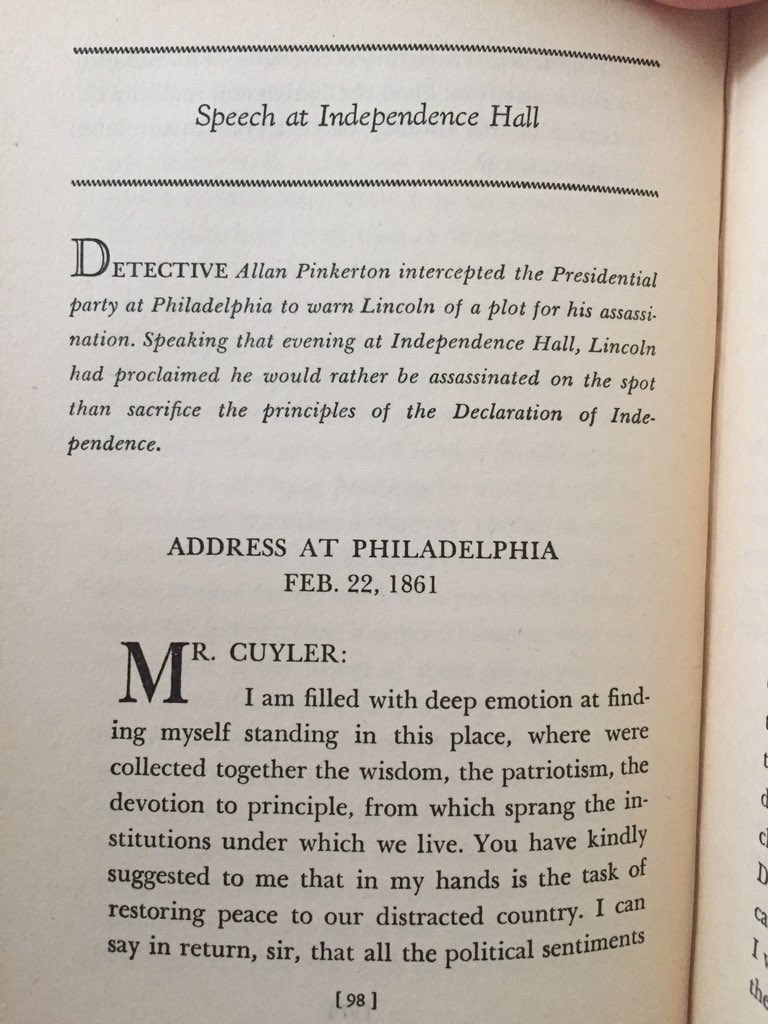 Speech at Independence Hall
DETECTIVE Allan Pinkerton intercepted the Presidential
party at Philadelphia to warn Lincoln of a plot for his assassi-
nation. Speaking that evening at Independence Hall, Lincoln
had proclaimed he would rather be assassinated on the spot
than sacrifice the principles of the Declaration of Inde-
pendence.
ADDRESS AT PHILADELPHIA
FEB. 22, 1861
MR. CUYLER:
I am filled with deep emotion at find-
ing myself standing in this place, where were
collected together the wisdom, the patriotism, the
devotion to principle, from which sprang the in-
stitutions under which we live. You have kindly
suggested to me that in my hands is the task of
restoring peace to our distracted country. I can
say in return, sir, that all the political sentiments
[ 98 ]